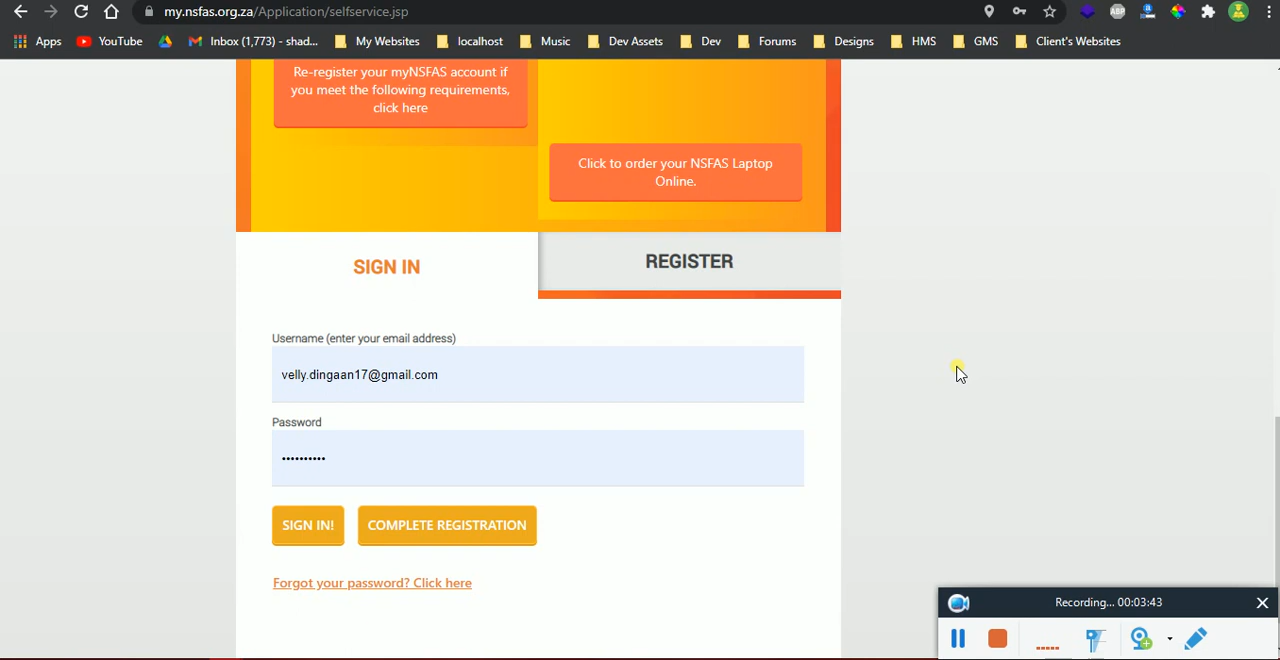 my.nsfas.org.za/Application/selfservice.jsp
ABP
Apps YouTube Inbox (1,773) - shad... My Websites localhost Music Dev Assets Dev Forums Designs HMS GMS Client's Websites
Re-register your myNSFAS account if
you meet the following requirements,
click here
Click to order your NSFAS Laptop
Online.
SIGN IN
REGISTER
Username (enter your email address)
velly.dingaan17@gmail.com
Password
••••••••••
SIGN IN! COMPLETE REGISTRATION
Forgot your password? Click here
Recording... 00:03:43